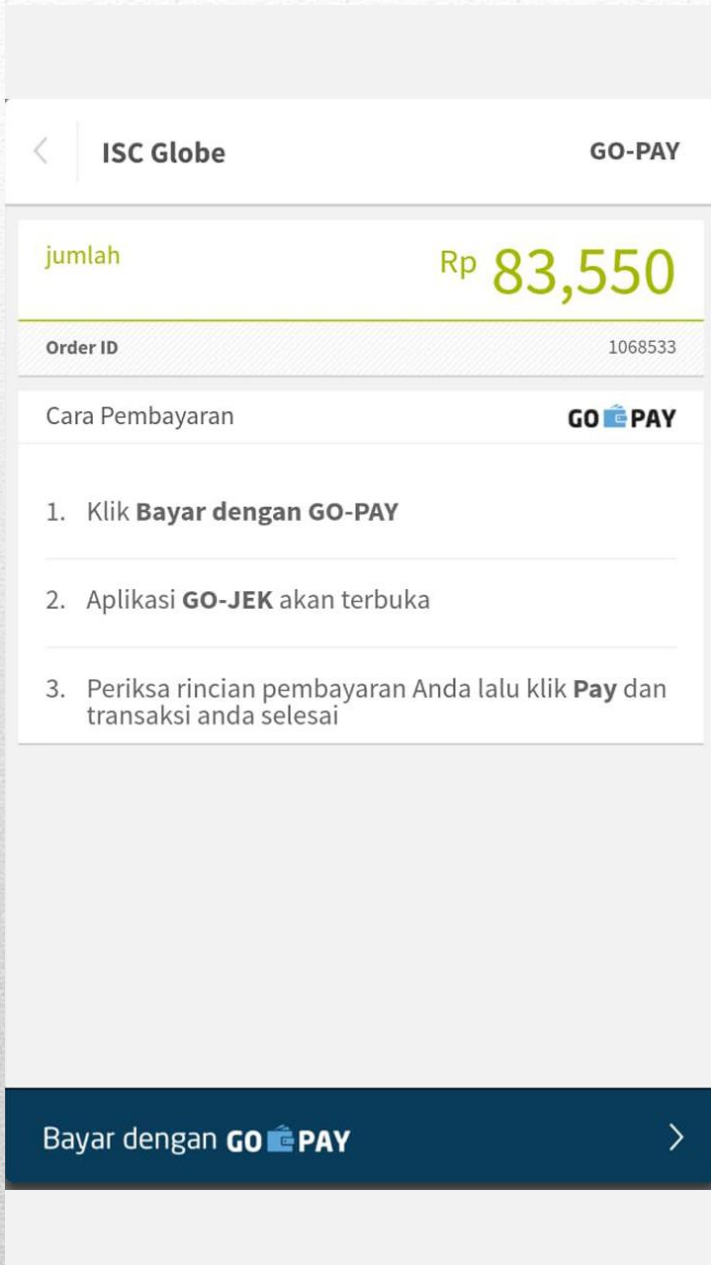 ISC Globe GO-PAY
jumlah Rp 83,550
Order ID 1068533
Cara Pembayaran GO PAY
1. Klik Bayar dengan GO-PAY
2. Aplikasi GO-JEK akan terbuka
3. Periksa rincian pembayaran Anda lalu klik Pay dan
transaksi anda selesai
Bayar dengan GO PAY